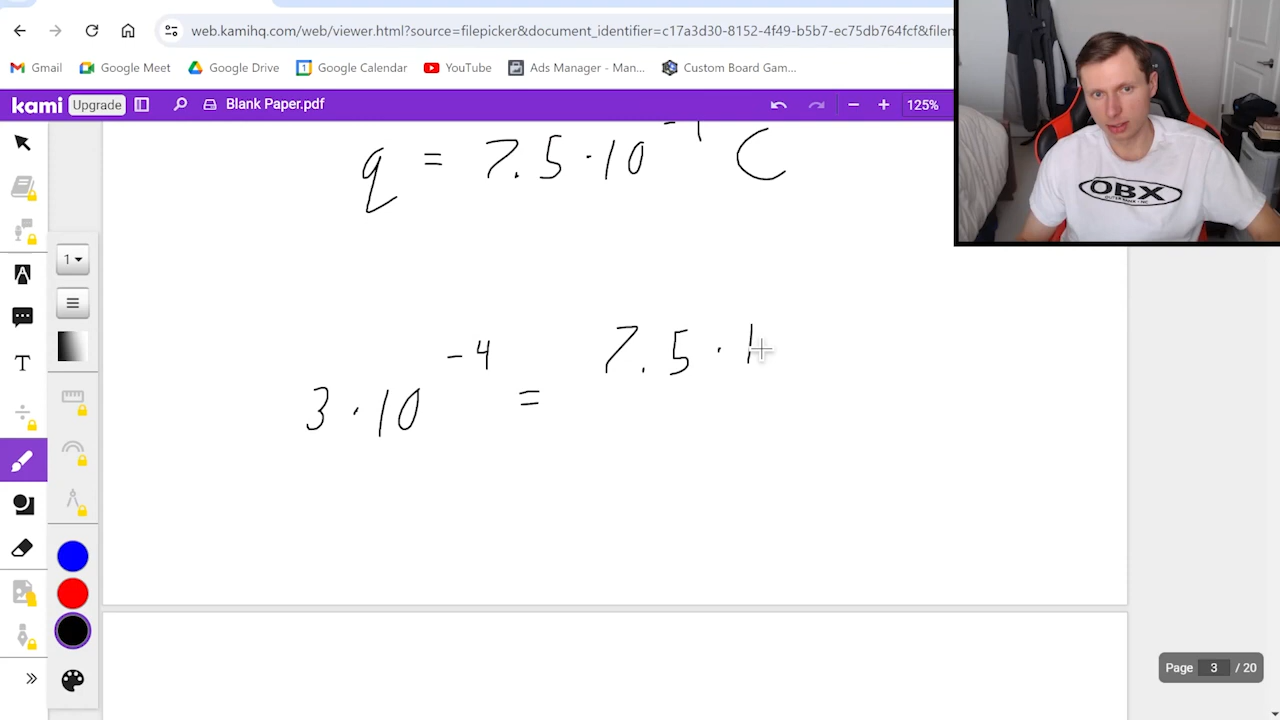 web.kamihq.com/web/viewer.html?source=filepicker&document_identifier=c17a3d30-8152-4f49-b5b7-ec75db764fcf&filen
Gmail Google Meet Google Drive Google Calendar YouTube Ads Manager - Man... Custom Board Gam...
kami Upgrade Blank Paper.pdf 125%
OBX
q = 7.5·10 C
1
3·10⁻⁴ = 7.5·1
T
Page 3 / 20